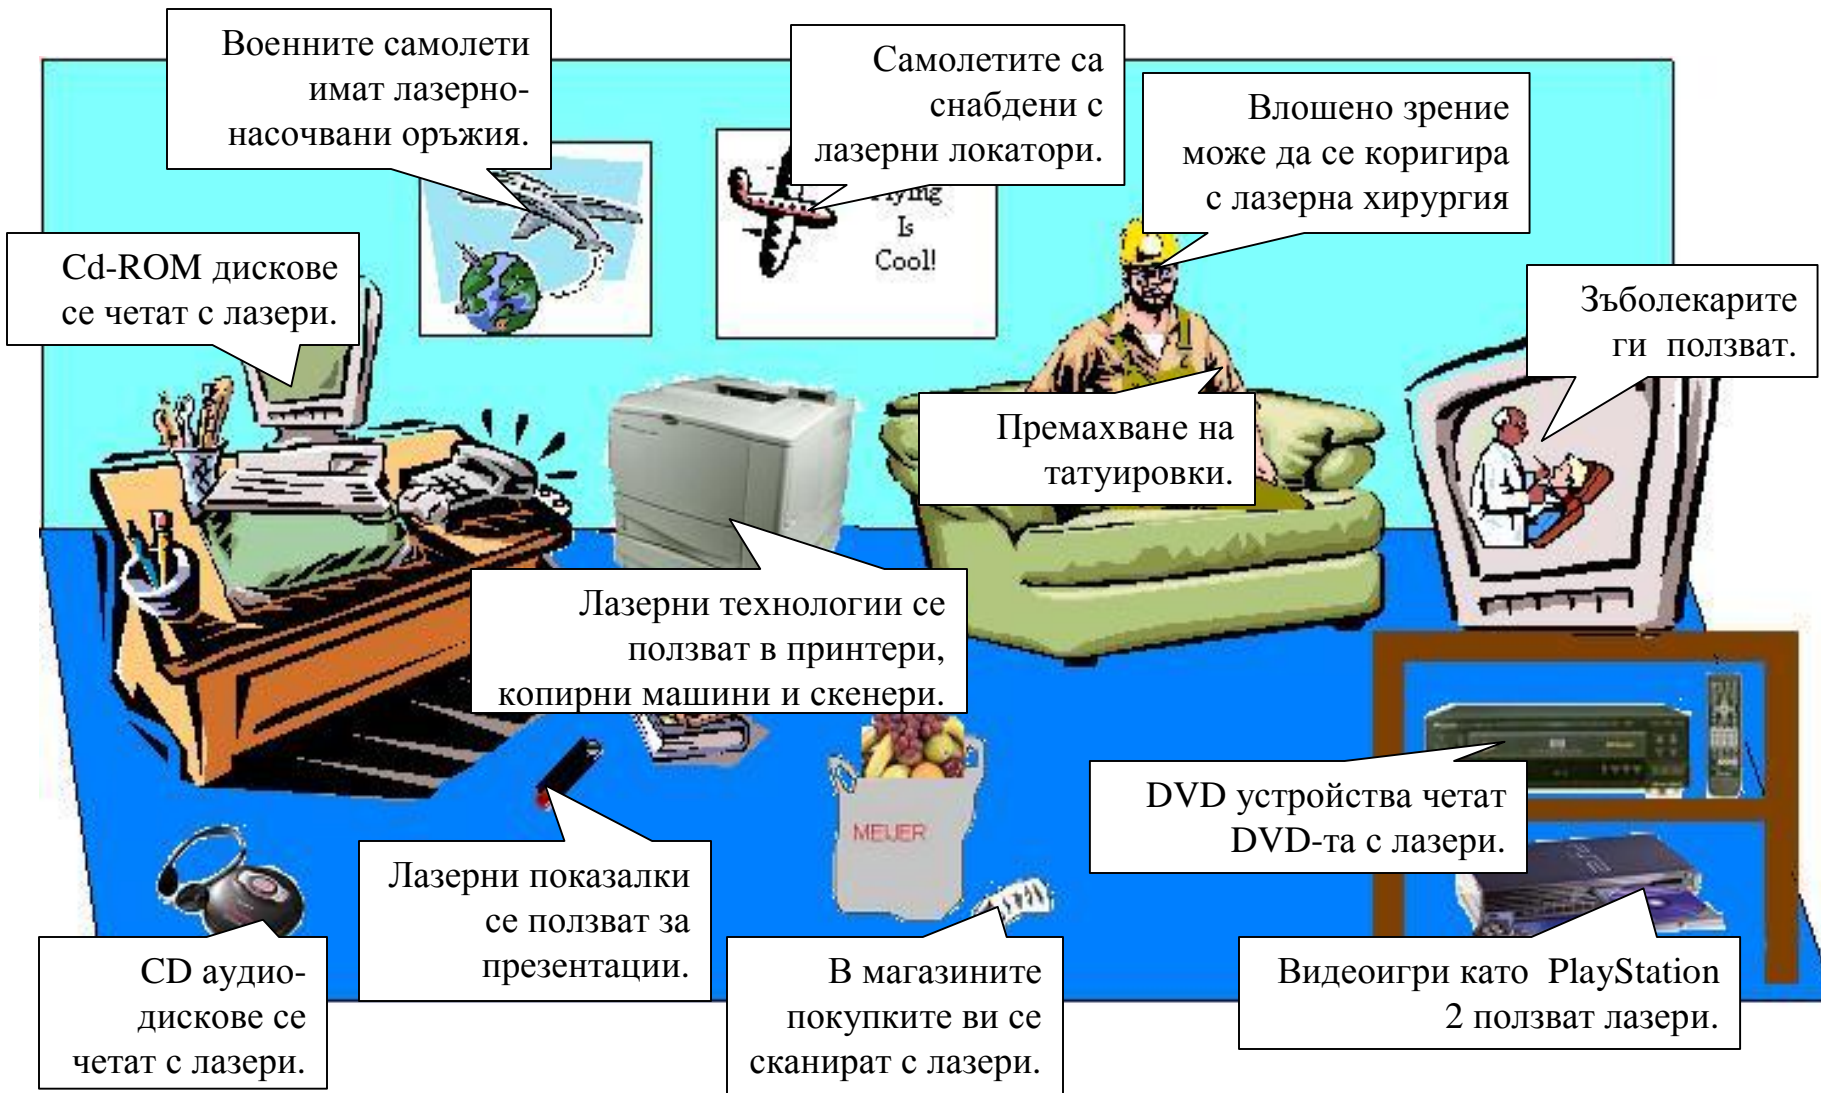 Военните самолети
имат лазерно-
насочвани оръжия.
Самолетите са
снабдени с
лазерни локатори.
Влошено зрение
може да се коригира
с лазерна хирургия
Flying
Is
Cool!
Cd-ROM дискове
се четат с лазери.
Зъболекарите
ги ползват.
Премахване на
татуировки.
Лазерни технологии се
ползват в принтери,
копирни машини и скенери.
DVD устройства четат
DVD-та с лазери.
MEIJER
PS2
Лазерни показалки
се ползват за
презентации.
CD аудио-
дискове се
четат с лазери.
В магазините
покупките ви се
сканират с лазери.
Видеоигри като PlayStation
2 ползват лазери.